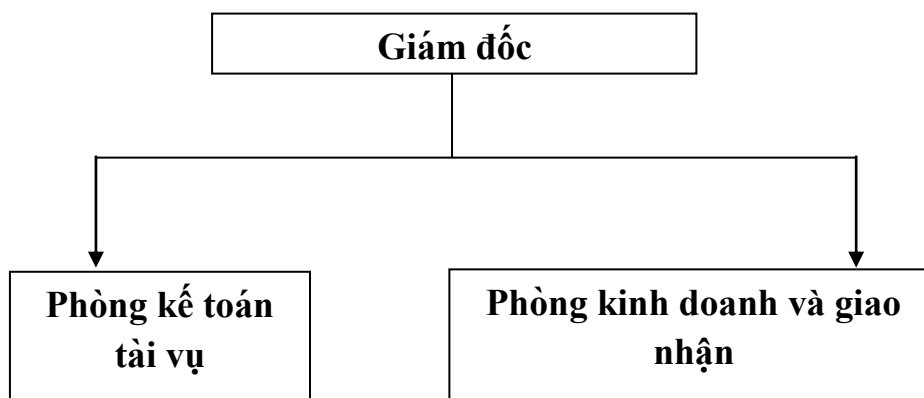 Giám đốc
Phòng kế toán
tài vụ
Phòng kinh doanh và giao
nhận